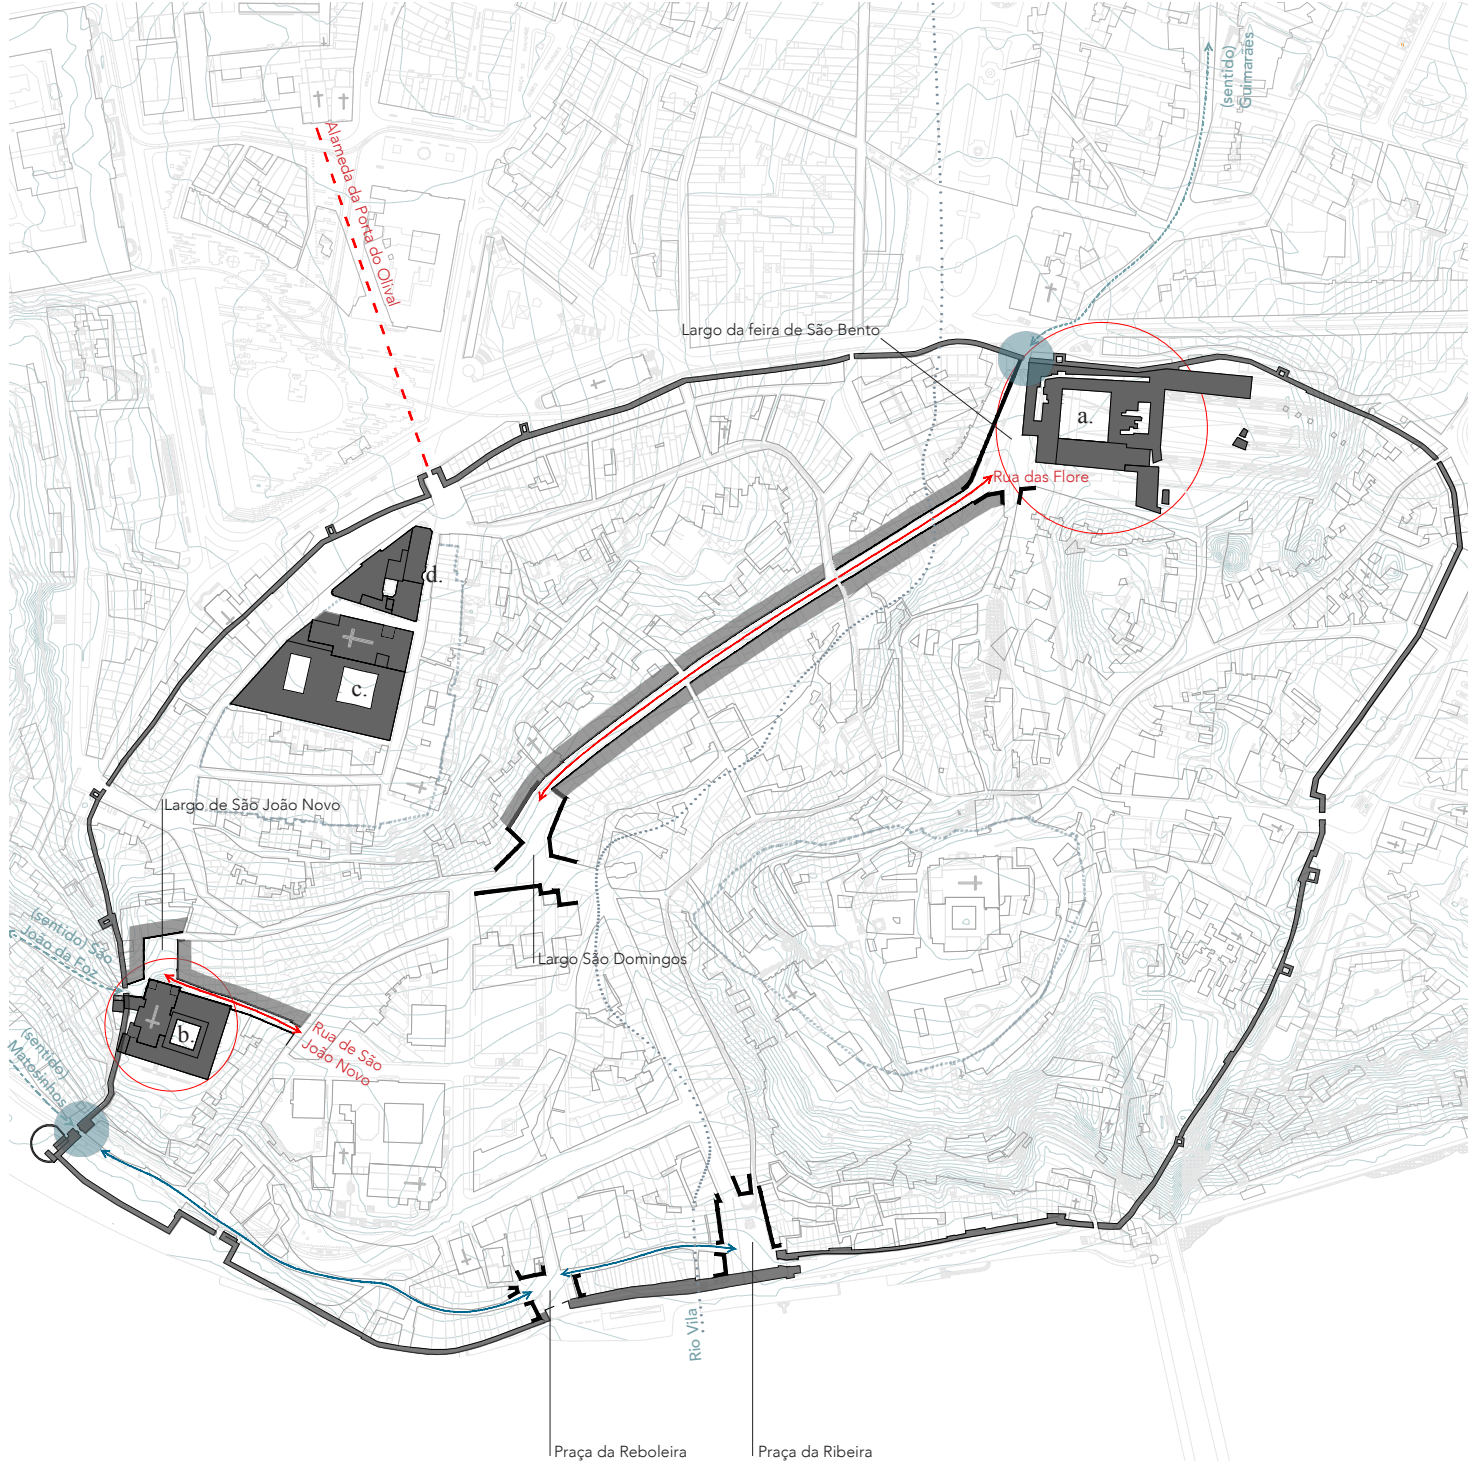 (sentido)
Guimarães
Alameda da Porta do Olival
Largo da feira de São Bento
a.
Rua das Flore
d.
c.
Largo de São João Novo
(sentido) São
João da Foz
Largo São Domingos
b.
Rua de São
João Novo
(sentido)
Matosinhos
Rio Vila
Praça da Reboleira
Praça da Ribeira